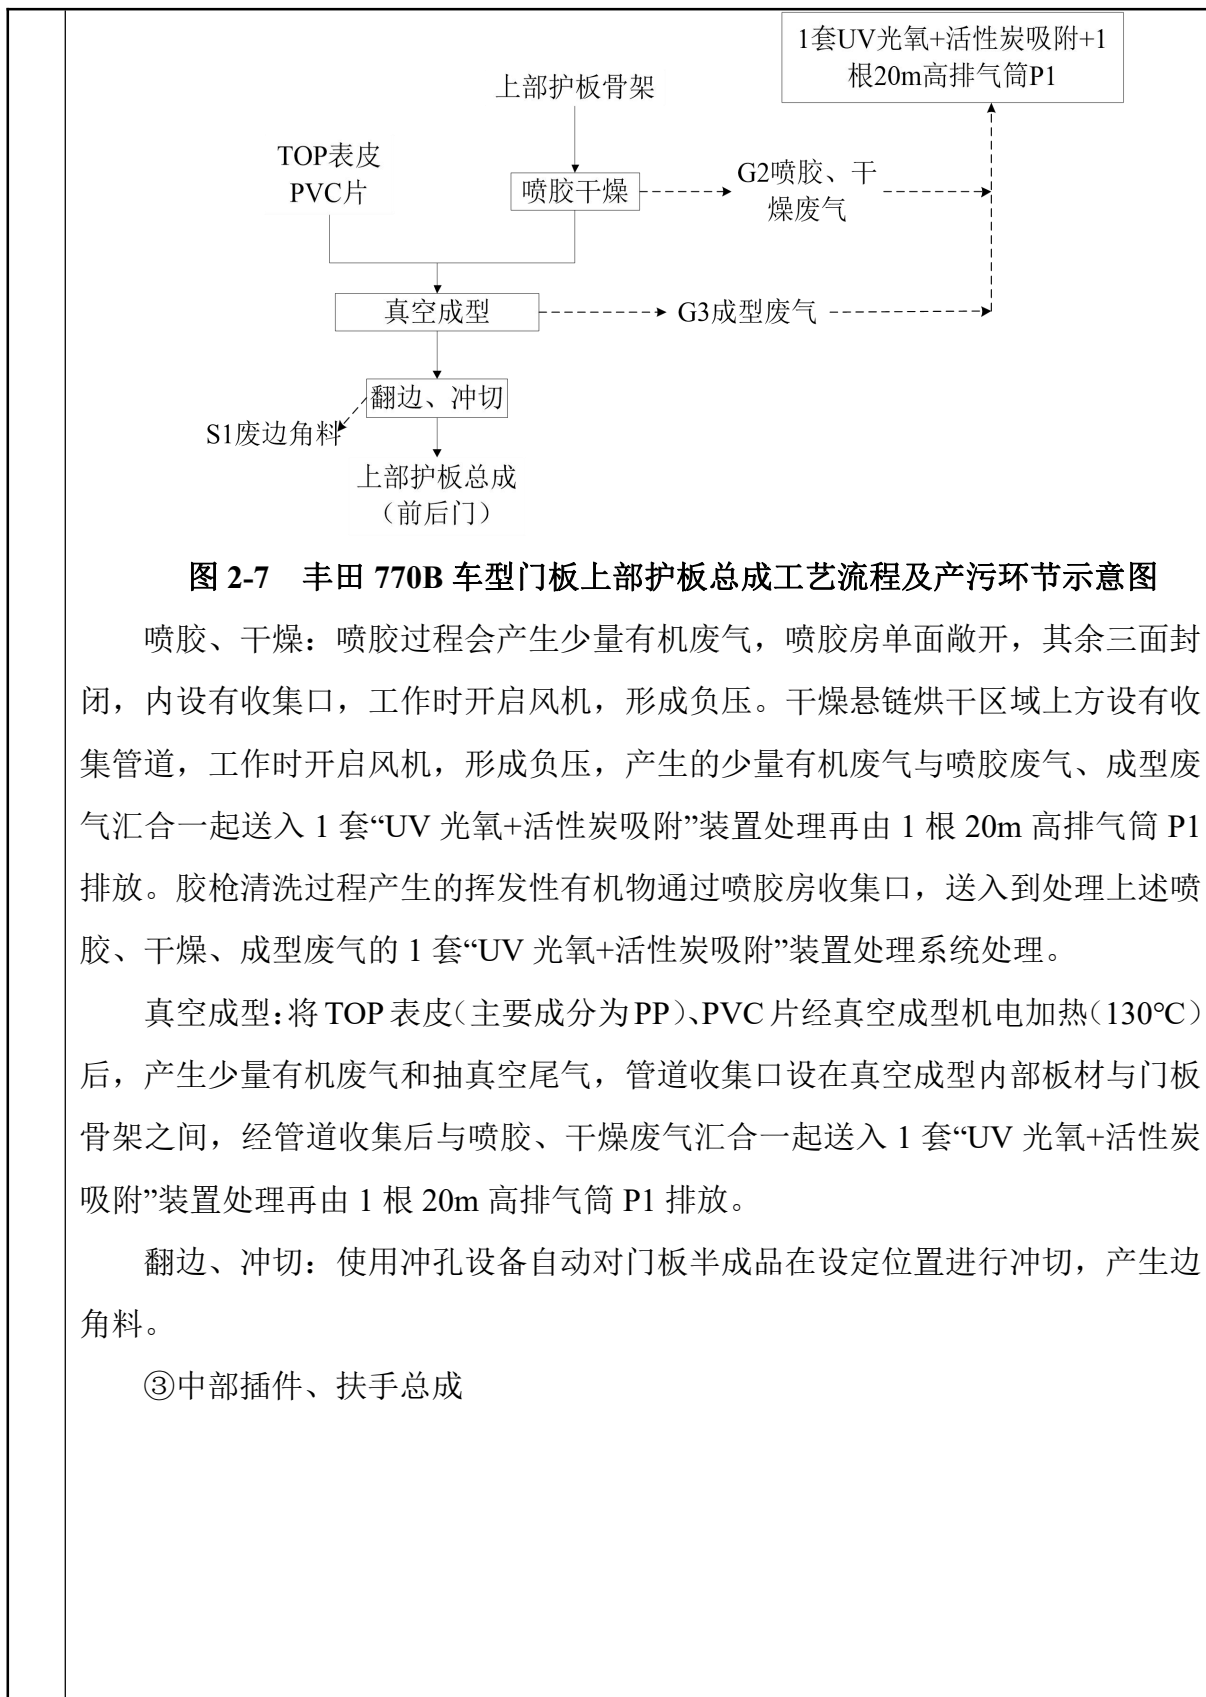 1套UV光氧+活性炭吸附+1
根20m高排气筒P1
上部护板骨架
TOP表皮
PVC片
喷胶干燥
G2喷胶、干
燥废气
真空成型
G3成型废气
翻边、冲切
S1废边角料
上部护板总成
（前后门）
图 2-7 丰田 770B 车型门板上部护板总成工艺流程及产污环节示意图
喷胶、干燥：喷胶过程会产生少量有机废气，喷胶房单面敞开，其余三面封
闭，内设有收集口，工作时开启风机，形成负压。干燥悬链烘干区域上方设有收
集管道，工作时开启风机，形成负压，产生的少量有机废气与喷胶废气、成型废
气汇合一起送入 1 套“UV 光氧+活性炭吸附”装置处理再由 1 根 20m 高排气筒 P1
排放。胶枪清洗过程产生的挥发性有机物通过喷胶房收集口，送入到处理上述喷
胶、干燥、成型废气的 1 套“UV 光氧+活性炭吸附”装置处理系统处理。
真空成型：将 TOP 表皮（主要成分为 PP）、PVC 片经真空成型机电加热（130℃）
后，产生少量有机废气和抽真空尾气，管道收集口设在真空成型内部板材与门板
骨架之间，经管道收集后与喷胶、干燥废气汇合一起送入 1 套“UV 光氧+活性炭
吸附”装置处理再由 1 根 20m 高排气筒 P1 排放。
翻边、冲切：使用冲孔设备自动对门板半成品在设定位置进行冲切，产生边
角料。
③中部插件、扶手总成